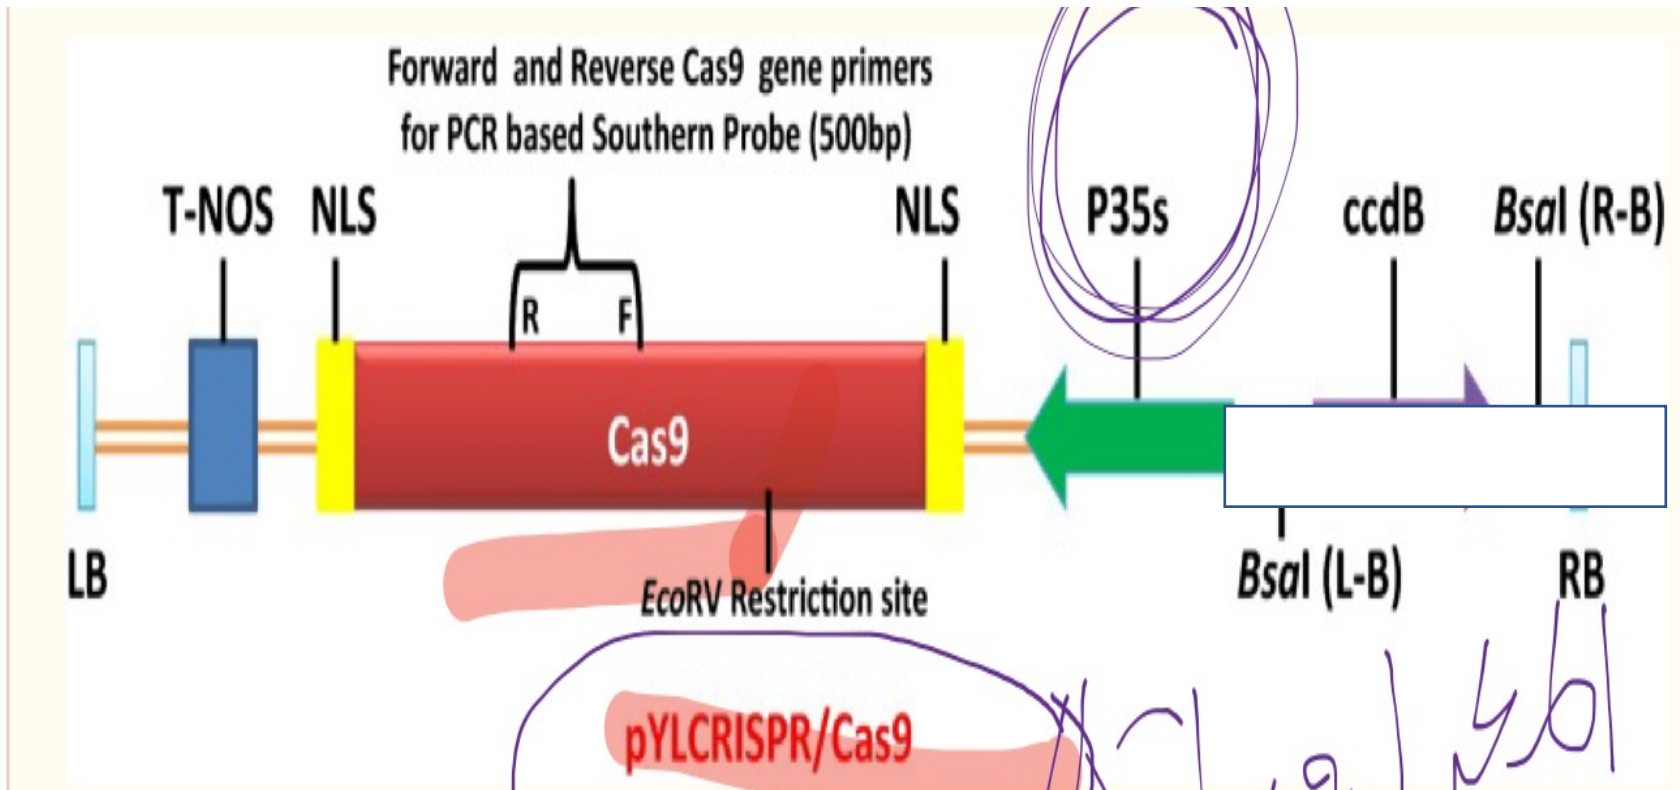 Forward and Reverse Cas9 gene primers
for PCR based Southern Probe (500bp)
T-NOS NLS NLS P35s ccdB BsaI (R-B)
R F
Cas9
LB BsaI (L-B) RB
EcoRV Restriction site
pYLCRISPR/Cas9